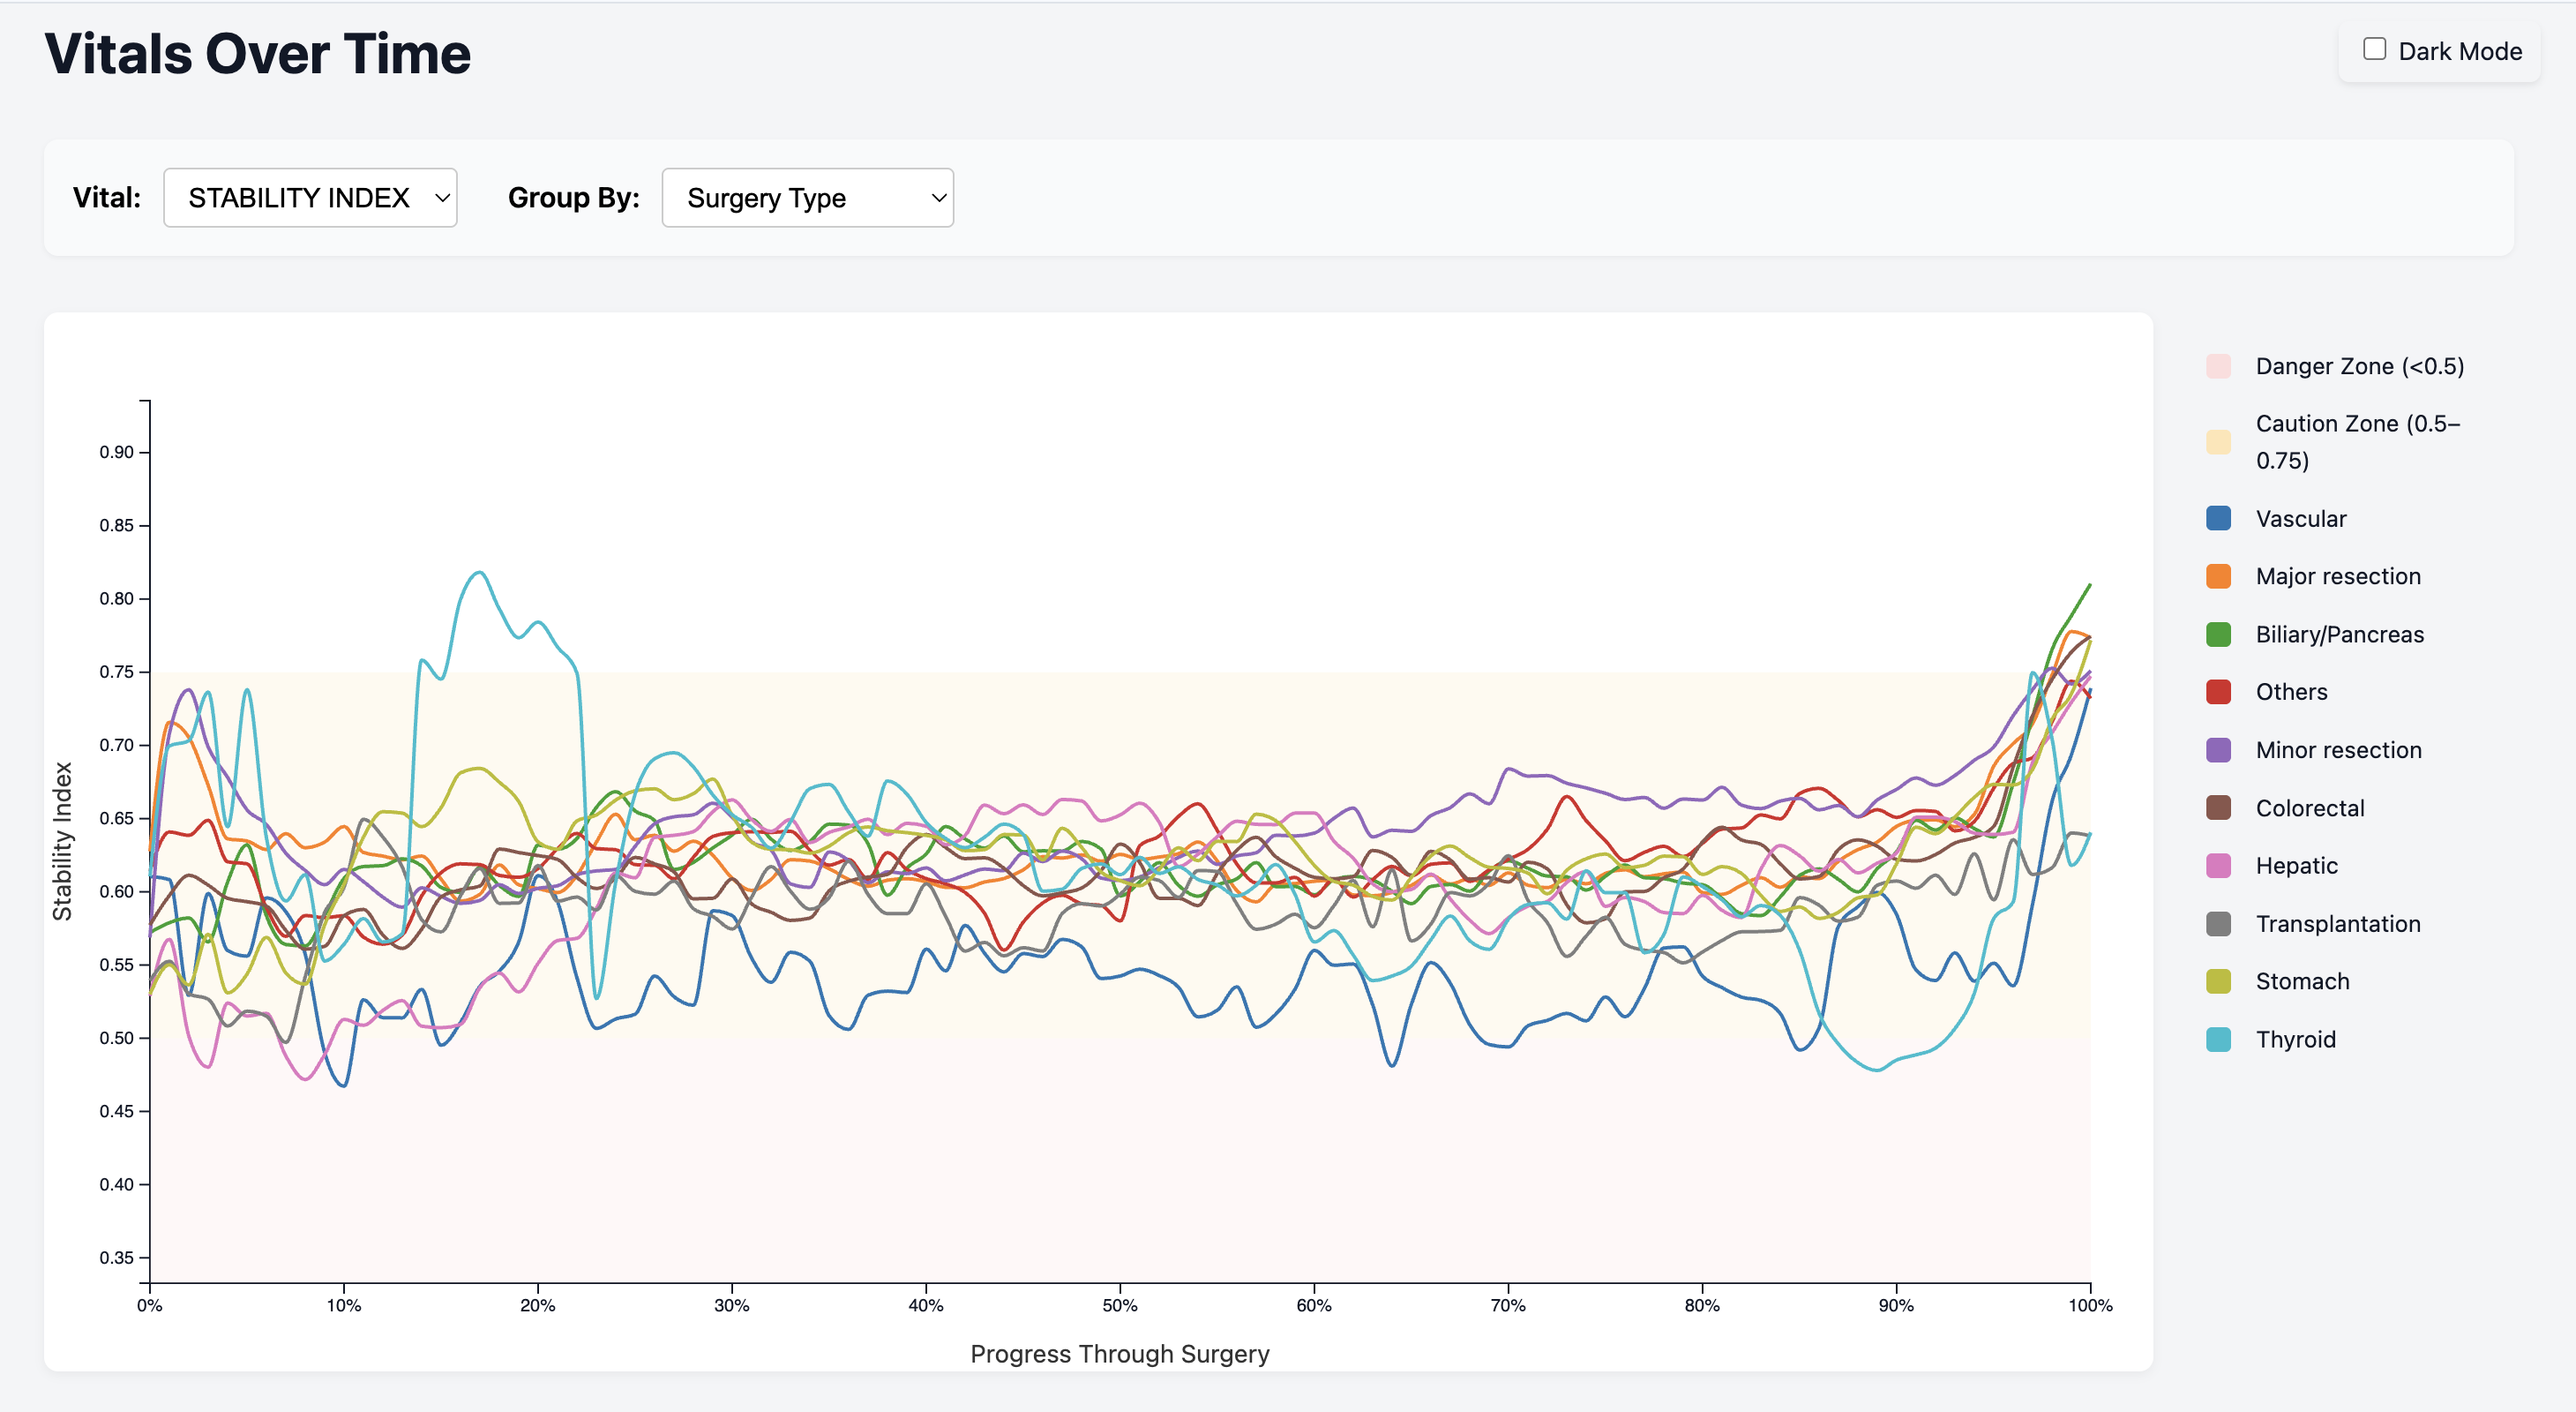 Vitals Over Time
Dark Mode
Vital:
STABILITY INDEX
Group By:
Surgery Type
Stability Index
0.90
0.85
0.80
0.75
0.70
0.65
0.60
0.55
0.50
0.45
0.40
0.35
0%
10%
20%
30%
40%
50%
60%
70%
80%
90%
100%
Progress Through Surgery
Danger Zone (<0.5)
Caution Zone (0.5–
0.75)
Vascular
Major resection
Biliary/Pancreas
Others
Minor resection
Colorectal
Hepatic
Transplantation
Stomach
Thyroid